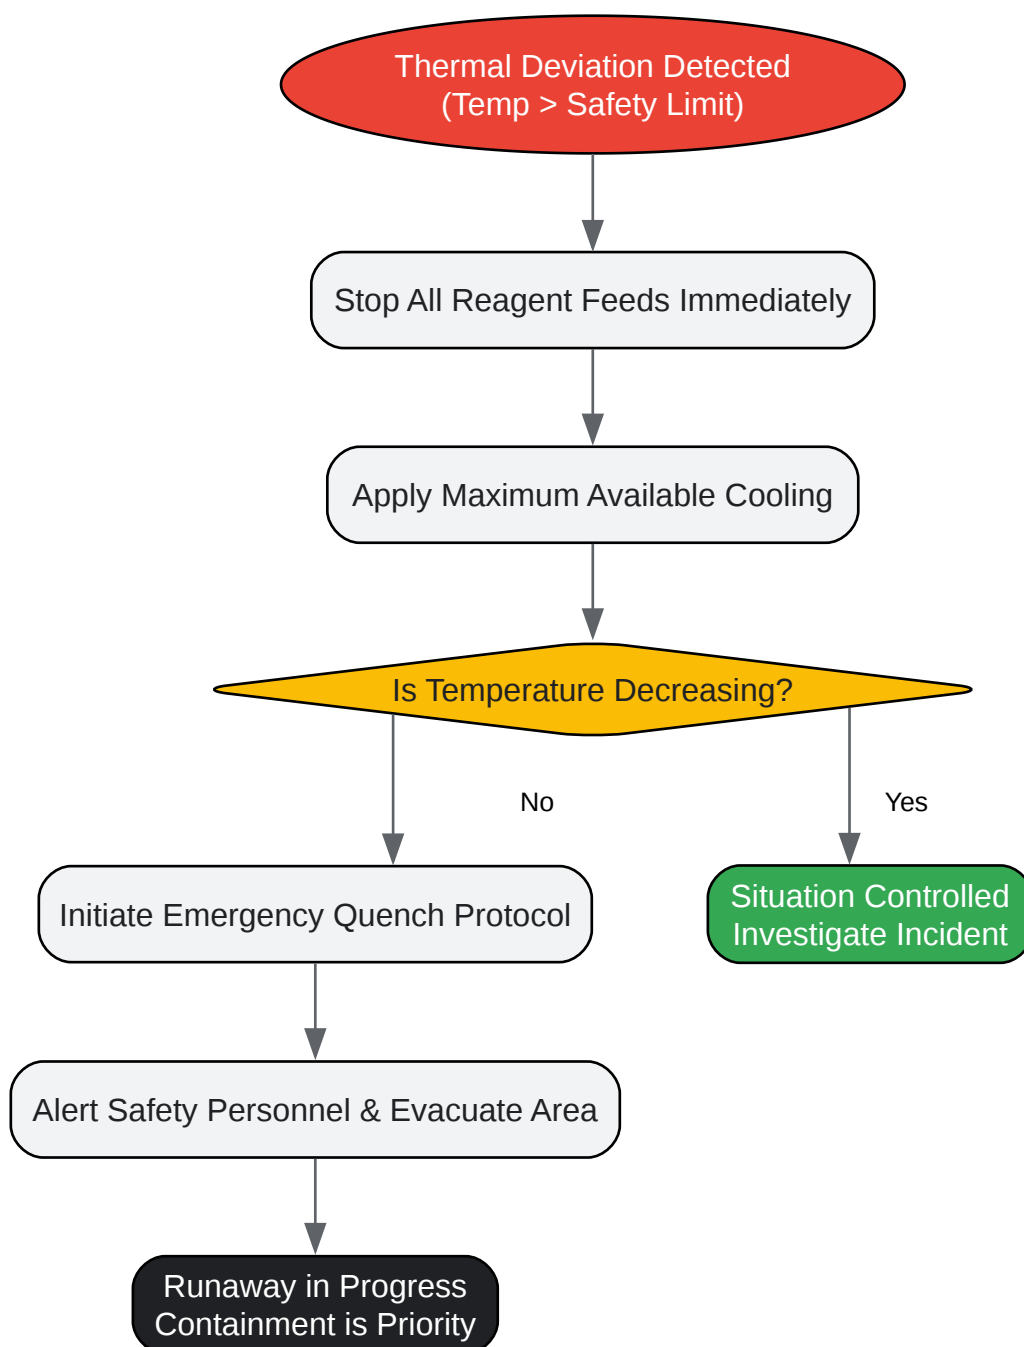 Thermal Deviation Detected
(Temp > Safety Limit)
Stop All Reagent Feeds Immediately
Apply Maximum Available Cooling
Is Temperature Decreasing?
No
Yes
Initiate Emergency Quench Protocol
Situation Controlled
Investigate Incident
Alert Safety Personnel & Evacuate Area
Runaway in Progress
Containment is Priority